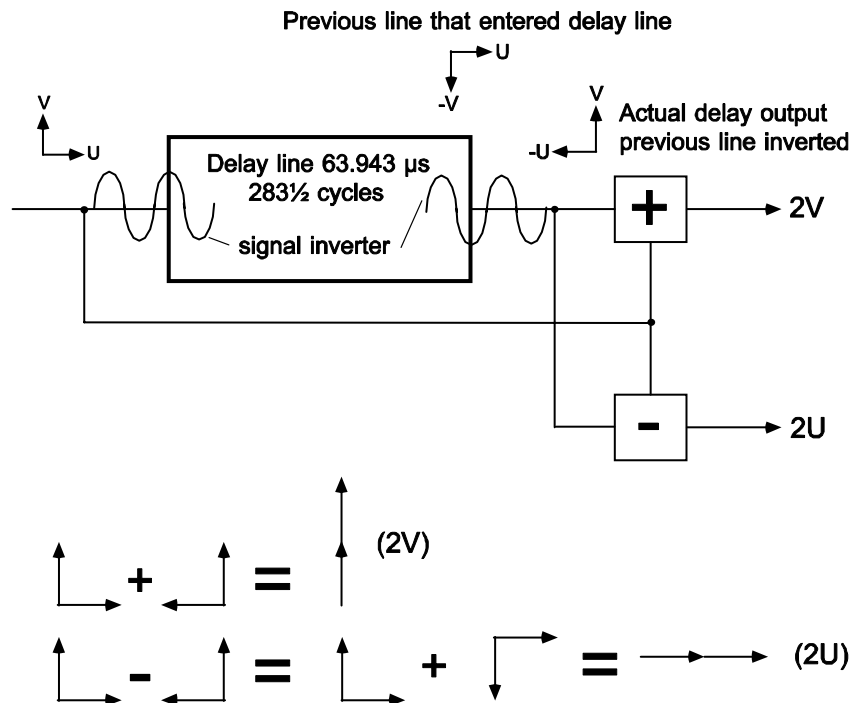 Previous line that entered delay line
U
-V
V
U
V
-U
Actual delay output
previous line inverted
Delay line 63.943 µs
283½ cycles
signal inverter
+
2V
-
2U
+ = (2V)
- = + = (2U)